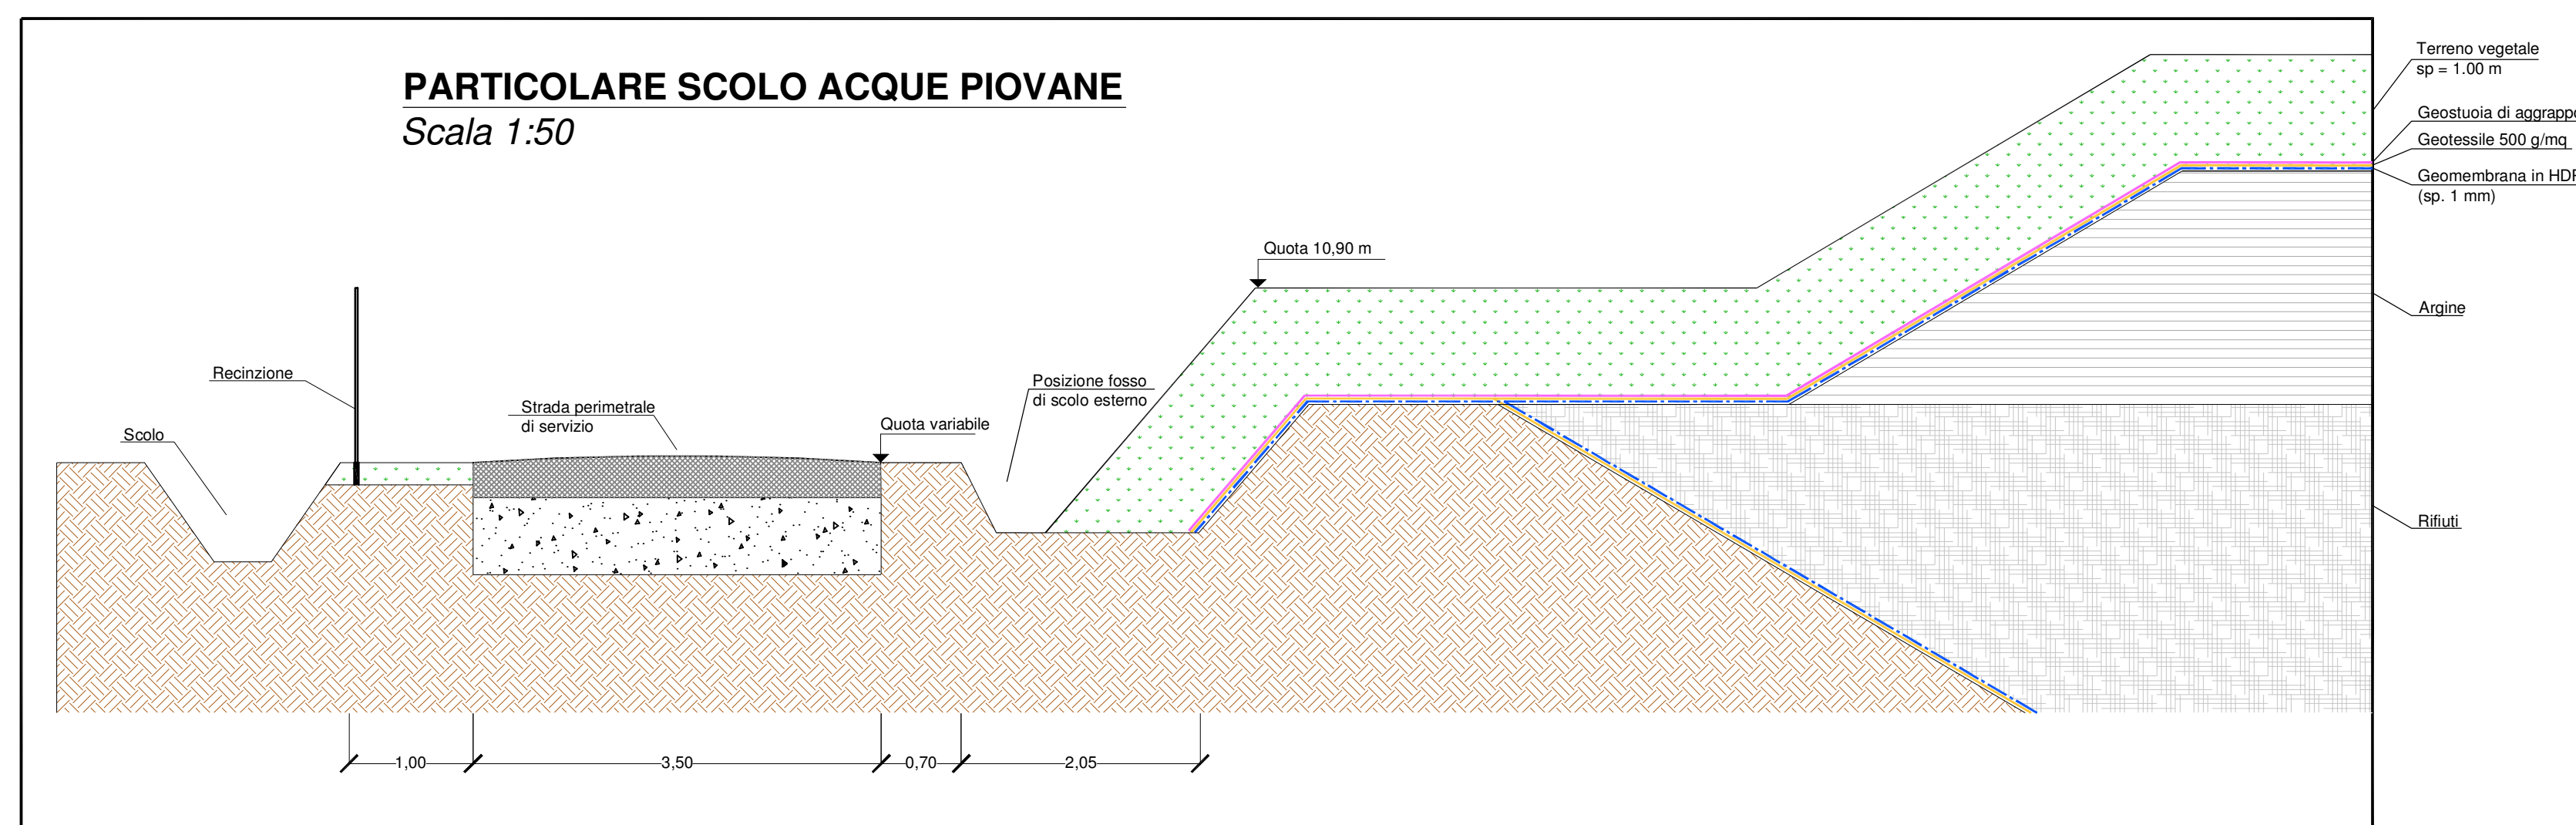 PARTICOLARE SCOLO ACQUE PIOVANE
Scala 1:50
Terreno vegetale
sp = 1.00 m
Geostuoia di aggrappo
Geotessile 500 g/mq
Geomembrana in HDP
(sp. 1 mm)
Quota 10,90 m
Argine
Recinzione
Posizione fosso
di scolo esterno
Strada perimetrale
di servizio
Quota variabile
Scolo
Rifiuti
1,00
3,50
0,70
2,05